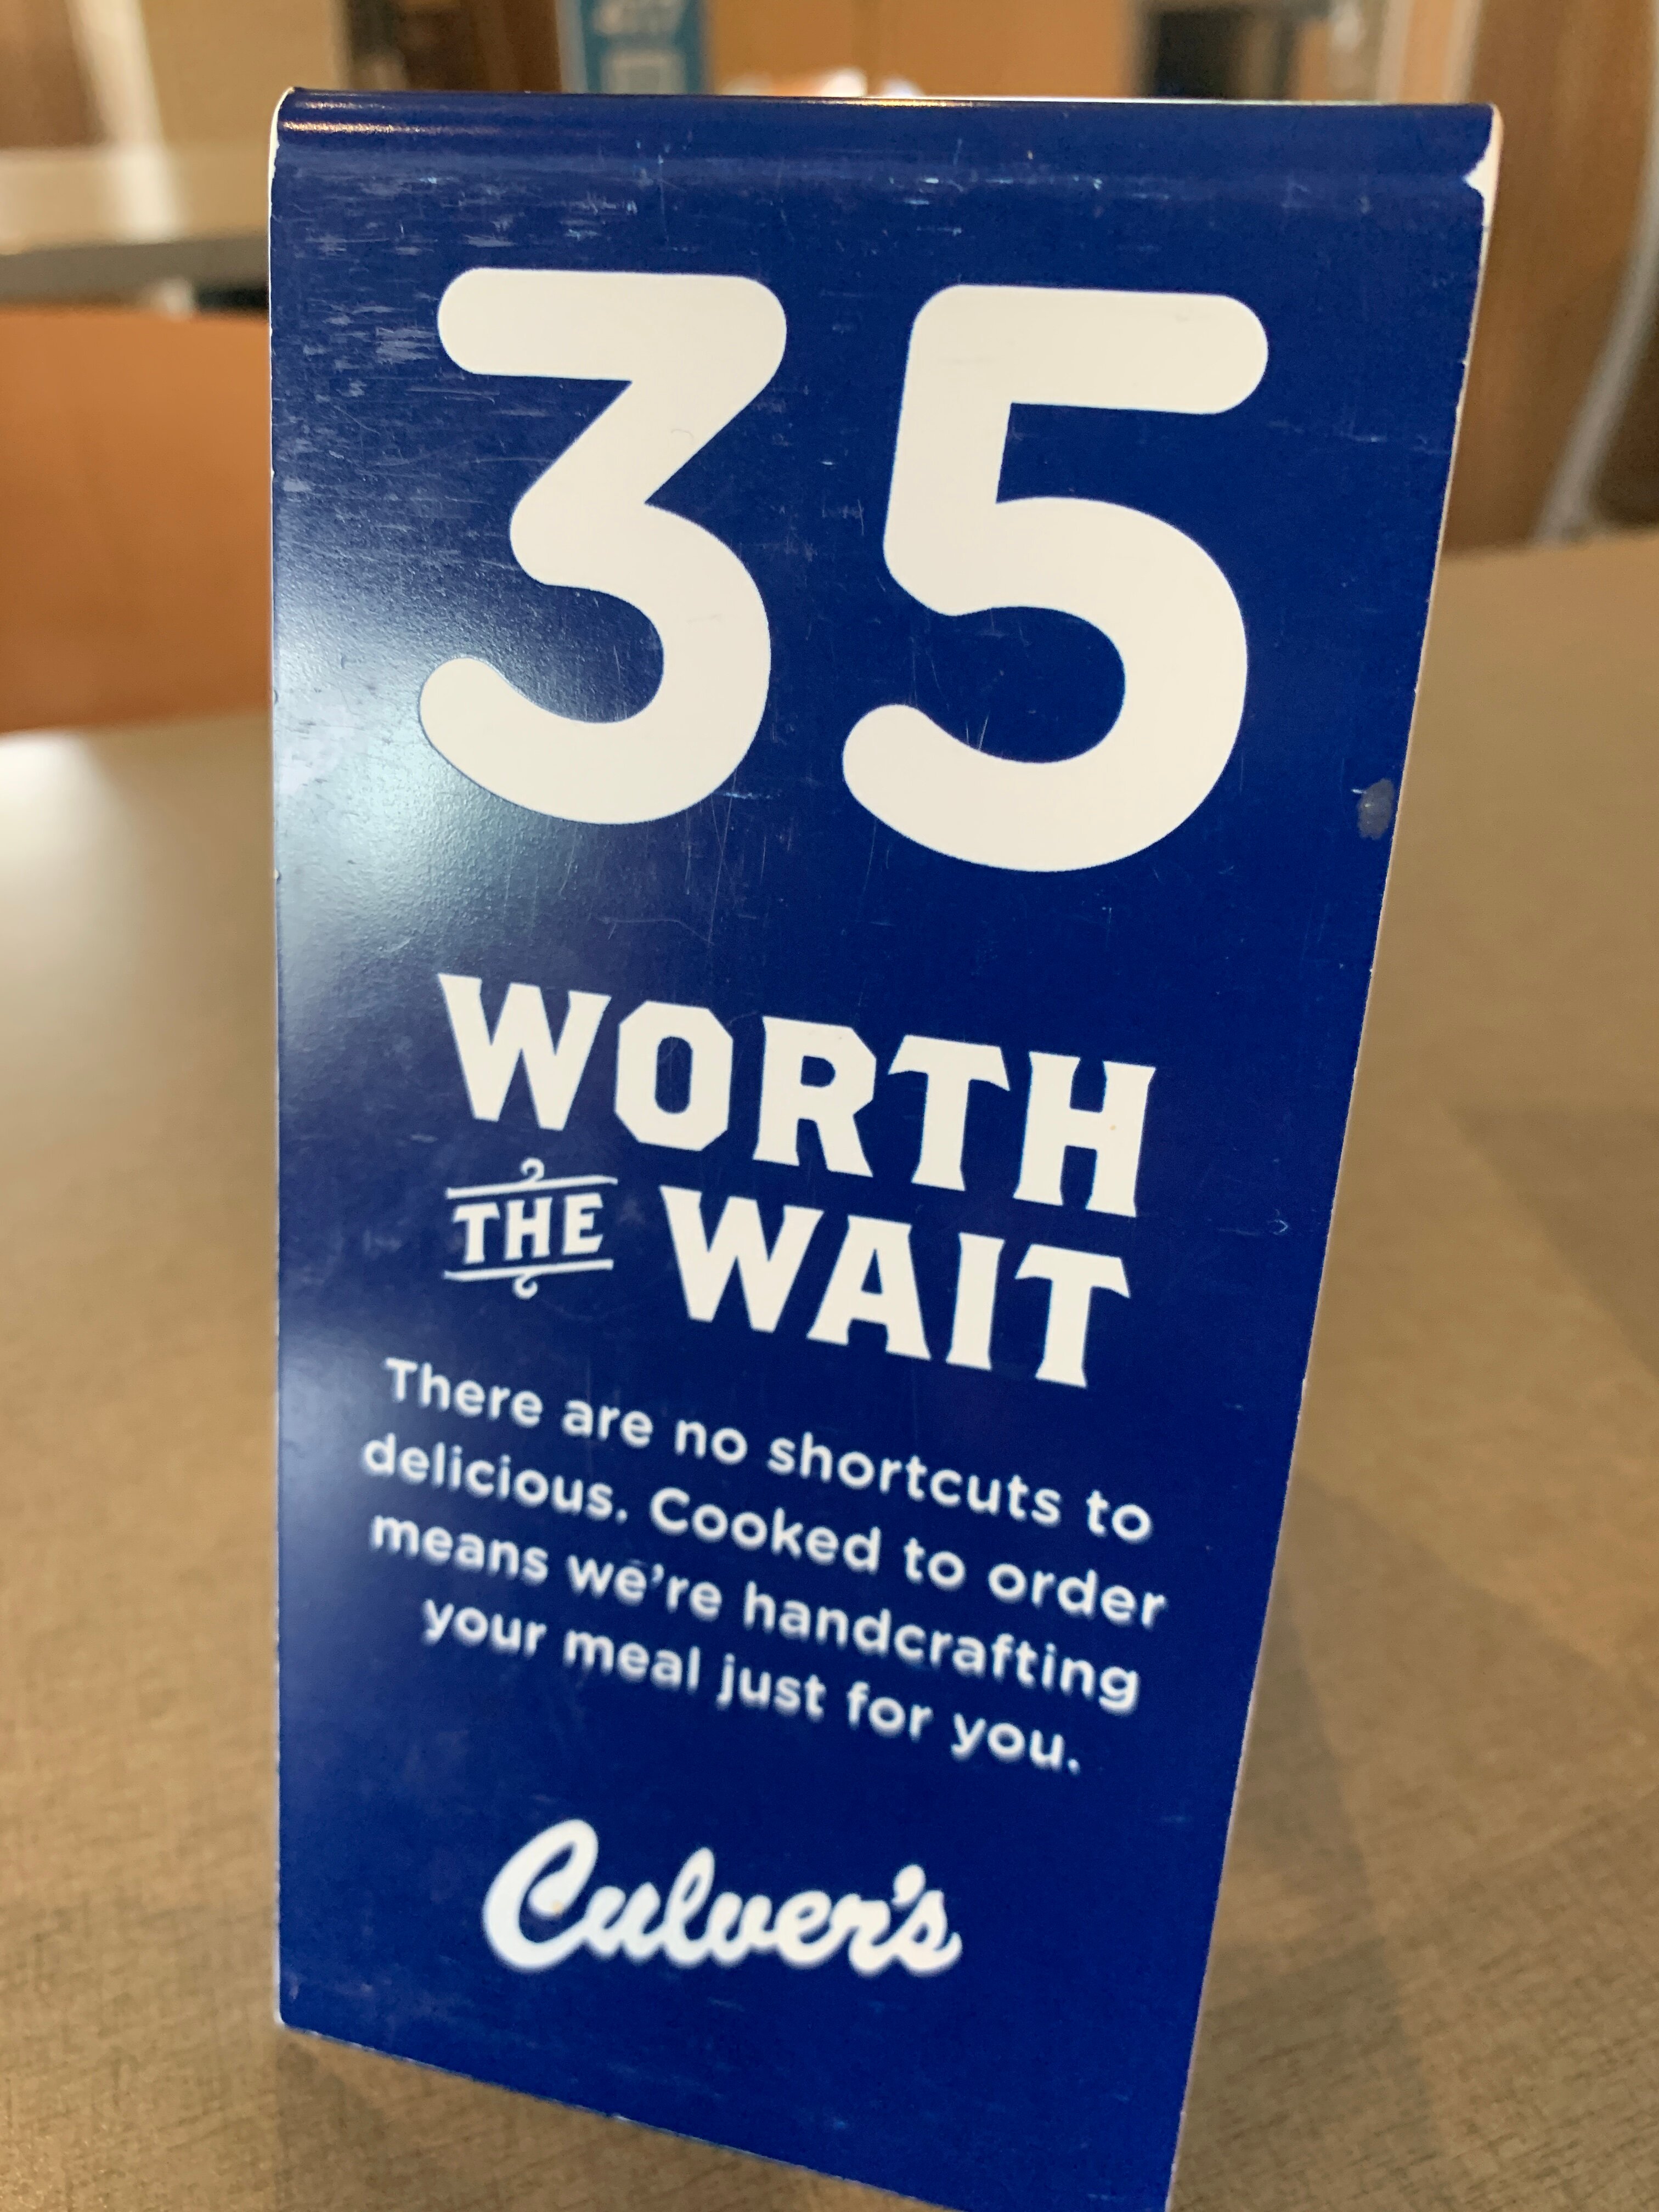 35
WORTH
THE WAIT
There are no shortcuts to
delicious. Cooked to order
means we're handcrafting
your meal just for you.
Culver's